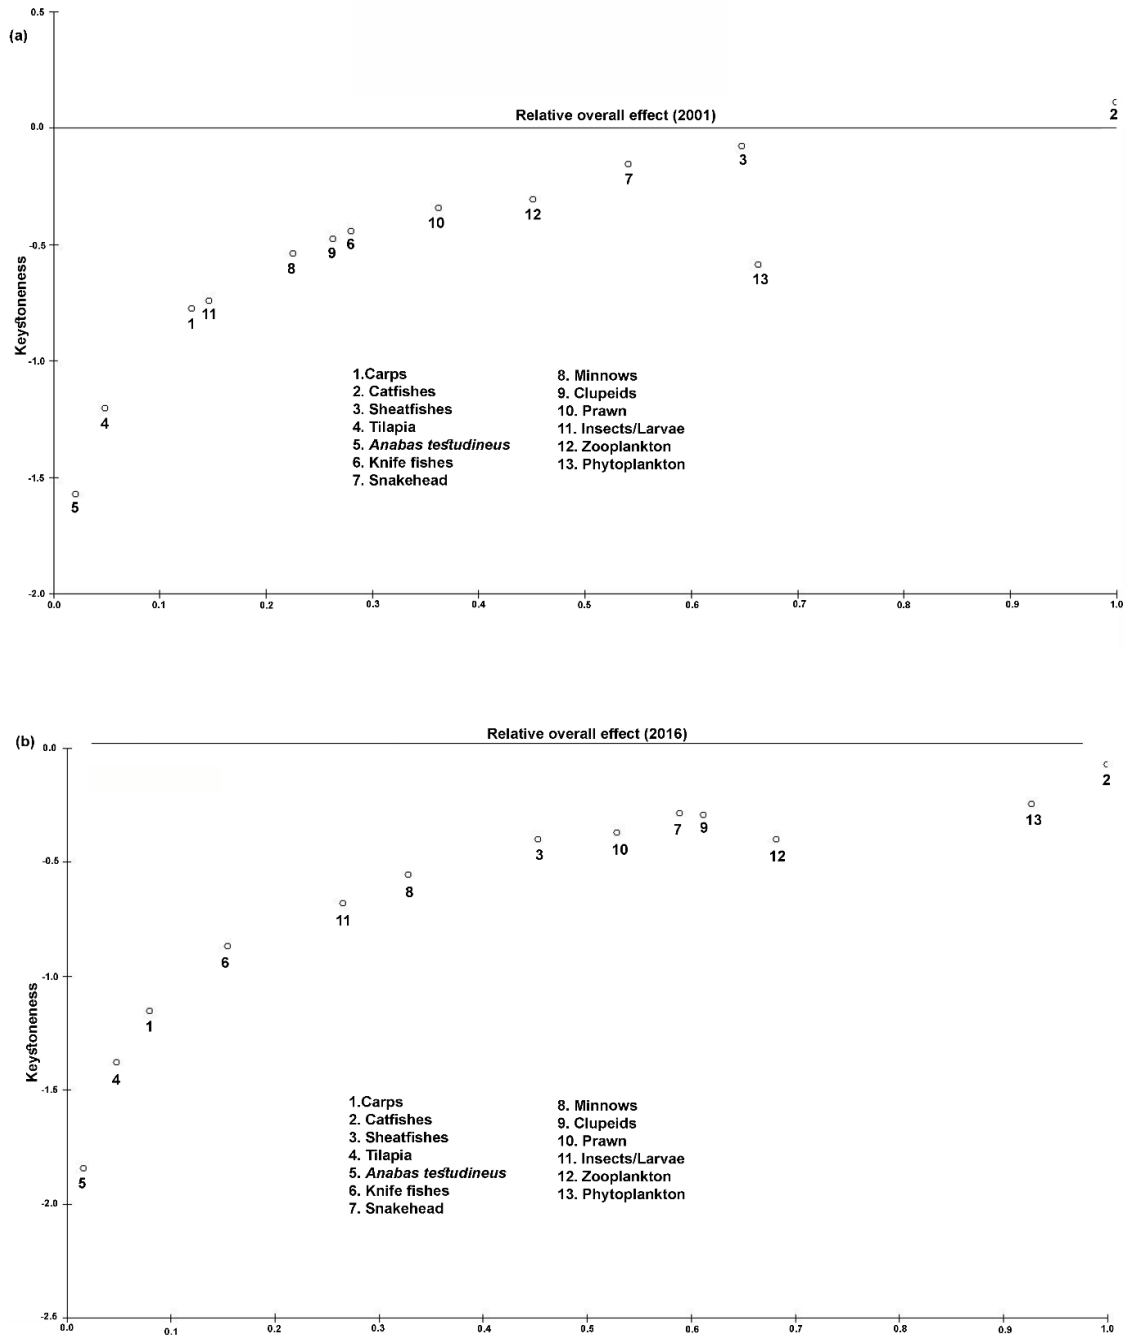 (a)
0.5
Relative overall effect (2001)
0.0
2
3
7
12
10
-0.5
6
9
8
13
11
1
Keystoneness
-1.0
4
-1.5
5
1.Carps
2. Catfishes
3. Sheatfishes
4. Tilapia
5. Anabas testudineus
6. Knife fishes
7. Snakehead
8. Minnows
9. Clupeids
10. Prawn
11. Insects/Larvae
12. Zooplankton
13. Phytoplankton
-2.0
0.0 0.1 0.2 0.3 0.4 0.5 0.6 0.7 0.8 0.9 1.0
(b)
Relative overall effect (2016)
0.0
2
13
7 9
3 10 12
-0.5
8
11
6
-1.0
Keystoneness
1
4
-1.5
5
-2.0
1.Carps
2. Catfishes
3. Sheatfishes
4. Tilapia
5. Anabas testudineus
6. Knife fishes
7. Snakehead
8. Minnows
9. Clupeids
10. Prawn
11. Insects/Larvae
12. Zooplankton
13. Phytoplankton
-2.6
0.0 0.1 0.2 0.3 0.4 0.5 0.6 0.7 0.8 0.9 1.0